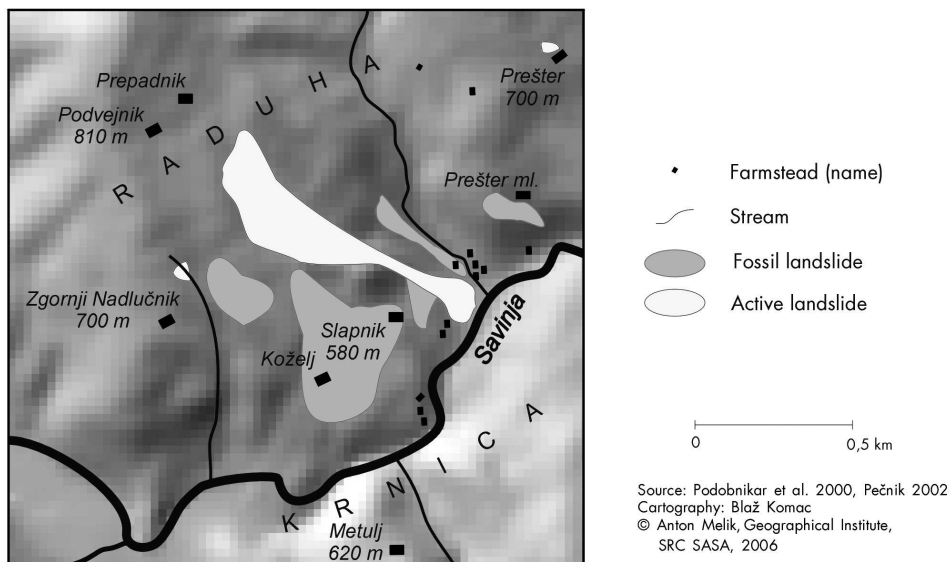 Prešter
700 m
Prepadnik
Podvejnik
810 m
RADUHA
Prešter ml.
Zgornji Nadlučnik
700 m
Slapnik
580 m
Koželj
Savinja
KRNICA
Metulj
620 m
Farmstead (name)
Stream
Fossil landslide
Active landslide
0 0,5 km
Source: Podobnikar et al. 2000, Pečnik 2002
Cartography: Blaž Komac
© Anton Melik, Geographical Institute,
SRC SASA, 2006